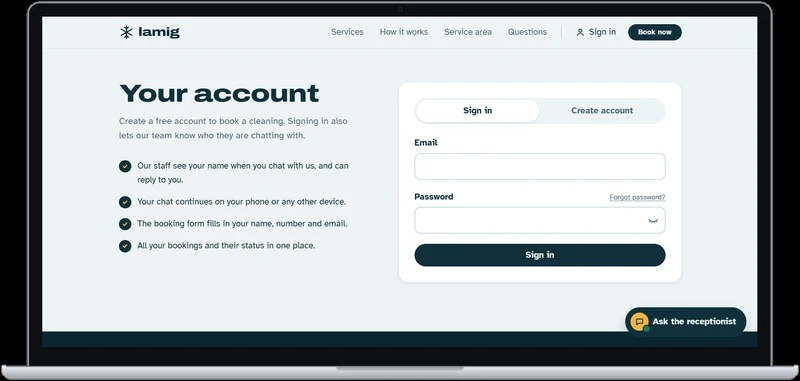 lamig
Services
How it works
Service area
Questions
Sign in
Book now
Your account
Create a free account to book a cleaning. Signing in also
lets our team know who they are chatting with.
Our staff see your name when you chat with us, and can
reply to you.
Your chat continues on your phone or any other device.
The booking form fills in your name, number and email.
All your bookings and their status in one place.
Sign in
Create account
Email
Password
Forgot password?
Sign in
Ask the receptionist